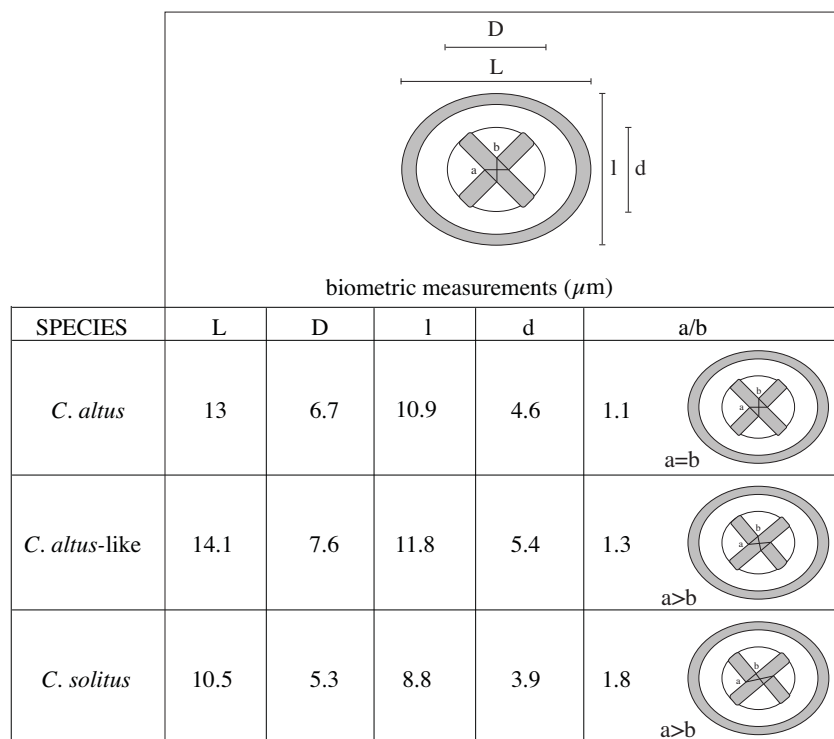 D
L
b
a
l
d
biometric measurements (µm)
SPECIES L D l d a/b
C. altus 13 6.7 10.9 4.6 1.1
b
a
a=b
C. altus-like 14.1 7.6 11.8 5.4 1.3
b
a
a>b
C. solitus 10.5 5.3 8.8 3.9 1.8
b
a
a>b